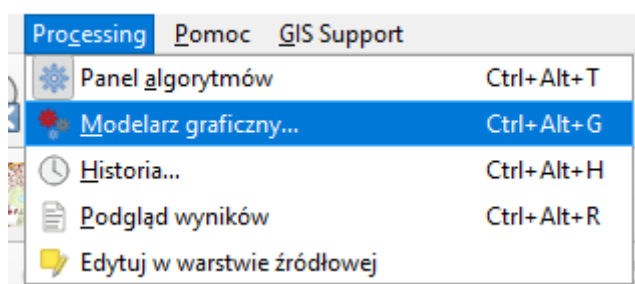 Processing Pomoc GIS Support
Panel algorytmów Ctrl+Alt+T
Modelarz graficzny... Ctrl+Alt+G
Historia... Ctrl+Alt+H
Podgląd wyników Ctrl+Alt+R
Edytuj w warstwie źródłowej